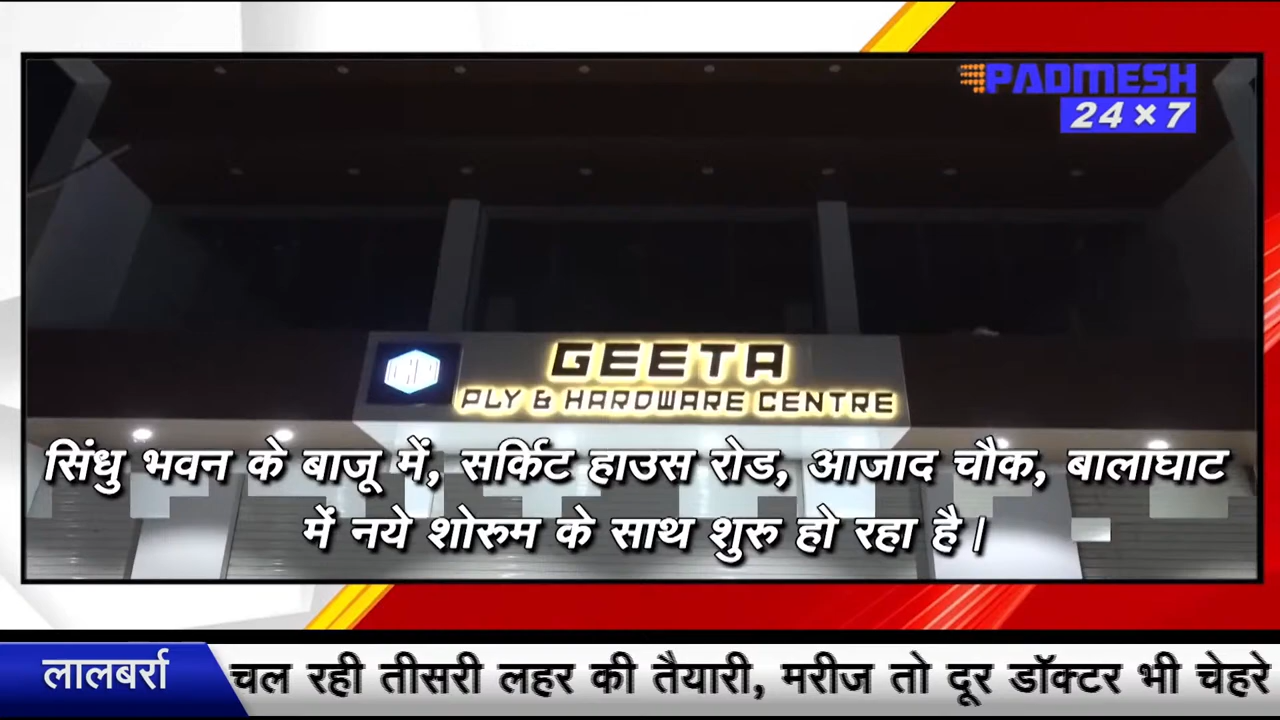 PADMESH
24×7
GEETA
PLY & HARDWARE CENTRE
सिंधु भवन के बाजू में, सर्किट हाउस रोड, आजाद चौक, बालाघाट
में नये शोरूम के साथ शुरु हो रहा है।
लालबर्रा
चल रही तीसरी लहर की तैयारी, मरीज तो दूर डॉक्टर भी चेहरे